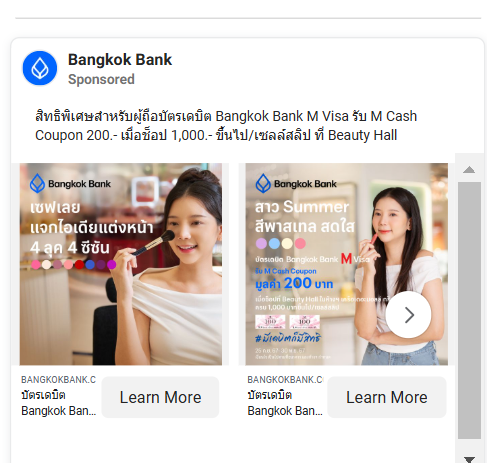 Bangkok Bank
Sponsored
สิทธิพิเศษสำหรับผู้ถือบัตรเดบิต Bangkok Bank M Visa รับ M Cash
Coupon 200.- เมื่อช็อป 1,000.- ขึ้นไป/เซลล์สลิป ที่ Beauty Hall
Bangkok Bank
เซฟเลย
แจกไอเดียแต่งหน้า
4 ลุค 4 ซีซัน
BANGKOKBANK.C
บัตรเดบิต
Bangkok Ban...
Learn More
Bangkok Bank
สาว Summer
สีพาสเทล สดใส
บัตรเดบิต Bangkok Bank M Visa
รับ M Cash Coupon
มูลค่า 200 บาท
100 100
#มีเดบิตก็มีสิทธิ
BANGKOKBANK.C
บัตรเดบิต
Bangkok Ban...
Learn More